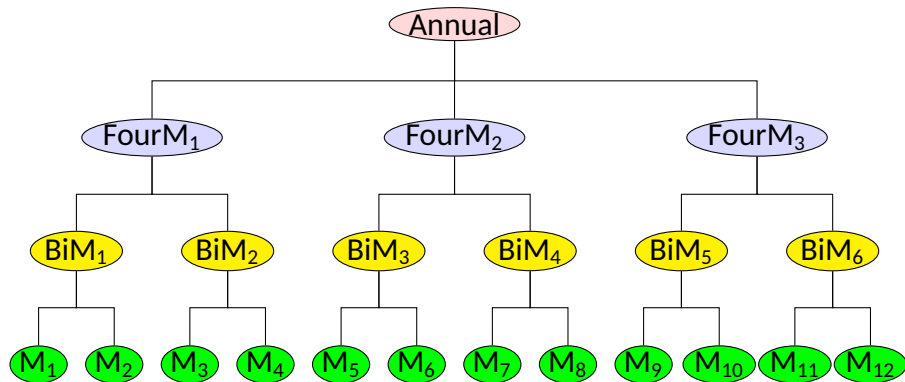 Annual
FourM₁ FourM₂ FourM₃
BiM₁ BiM₂ BiM₃ BiM₄ BiM₅ BiM₆
M₁ M₂ M₃ M₄ M₅ M₆ M₇ M₈ M₉ M₁₀ M₁₁ M₁₂